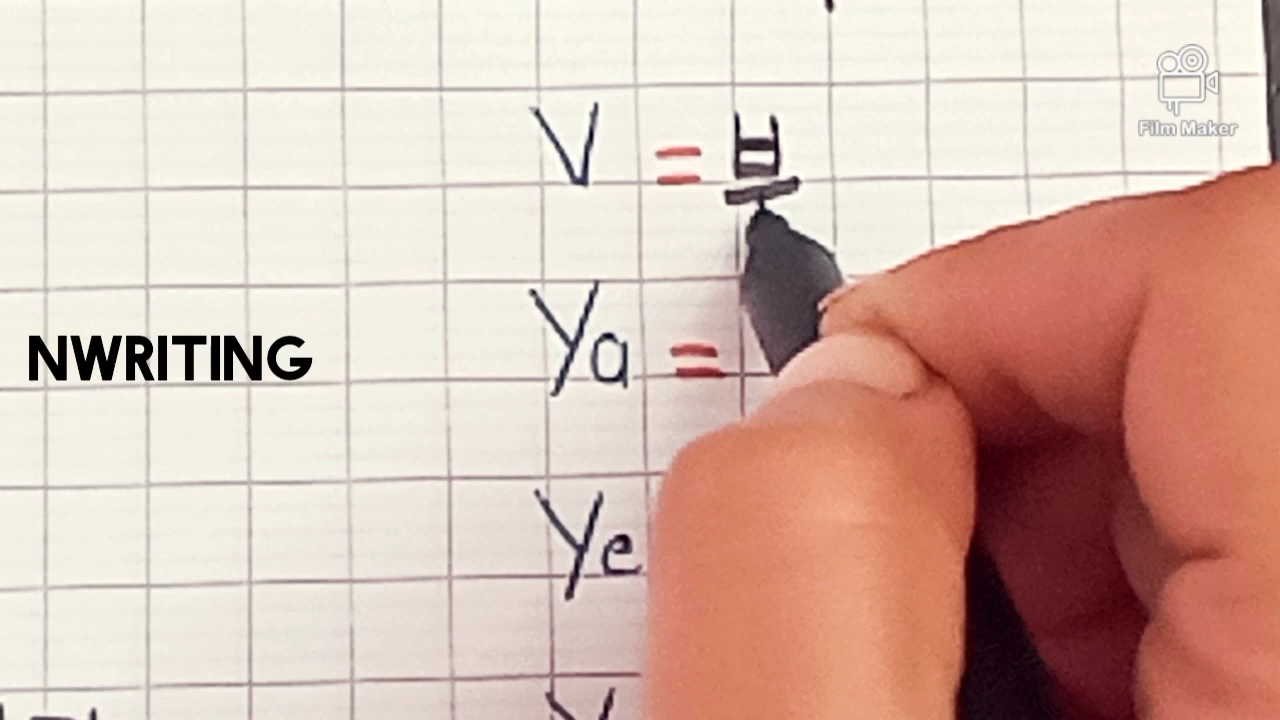 Film Maker
V =
Ya =
NWRITING
Ye
Y